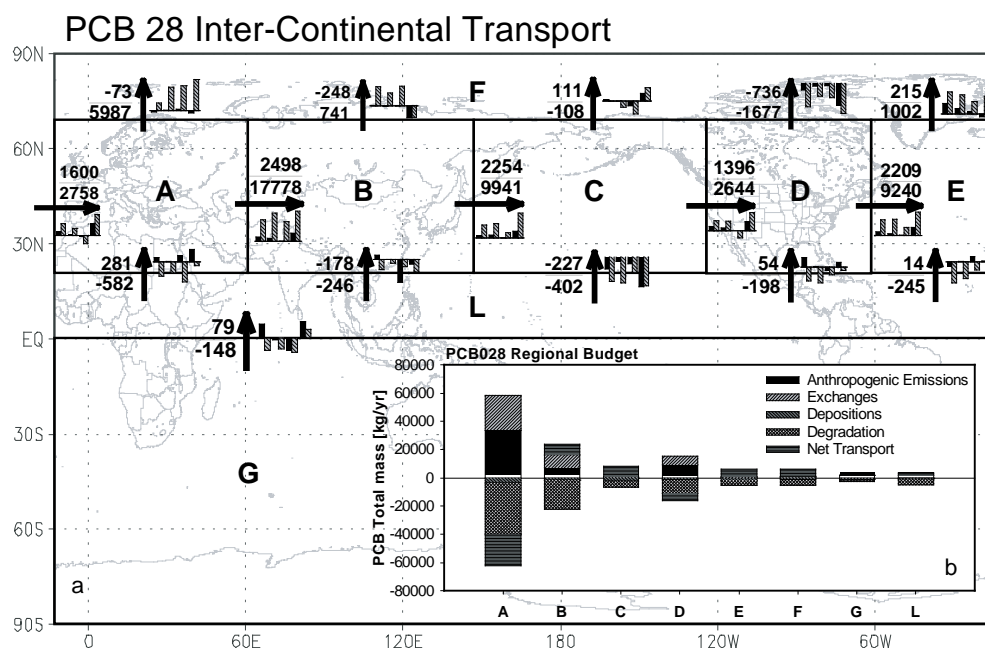 PCB 28 Inter-Continental Transport
90N
-73
5987
-248
741
F
111
-108
-736
-1677
215
1002
60N
1600
2758
A
2498
17778
B
2254
9941
C
1396
2644
D
2209
9240
E
30N
281
-582
-178
-246
-227
-402
54
-198
14
-245
L
79
-148
EQ
PCB028 Regional Budget
PCB Total mass [kg/yr]
80000
60000
40000
20000
0
-20000
-40000
-60000
-80000
Anthropogenic Emissions
Exchanges
Depositions
Degradation
Net Transport
b
A B C D E F G L
30S
G
60S
a
90S
0 60E 120E 180 120W 60W